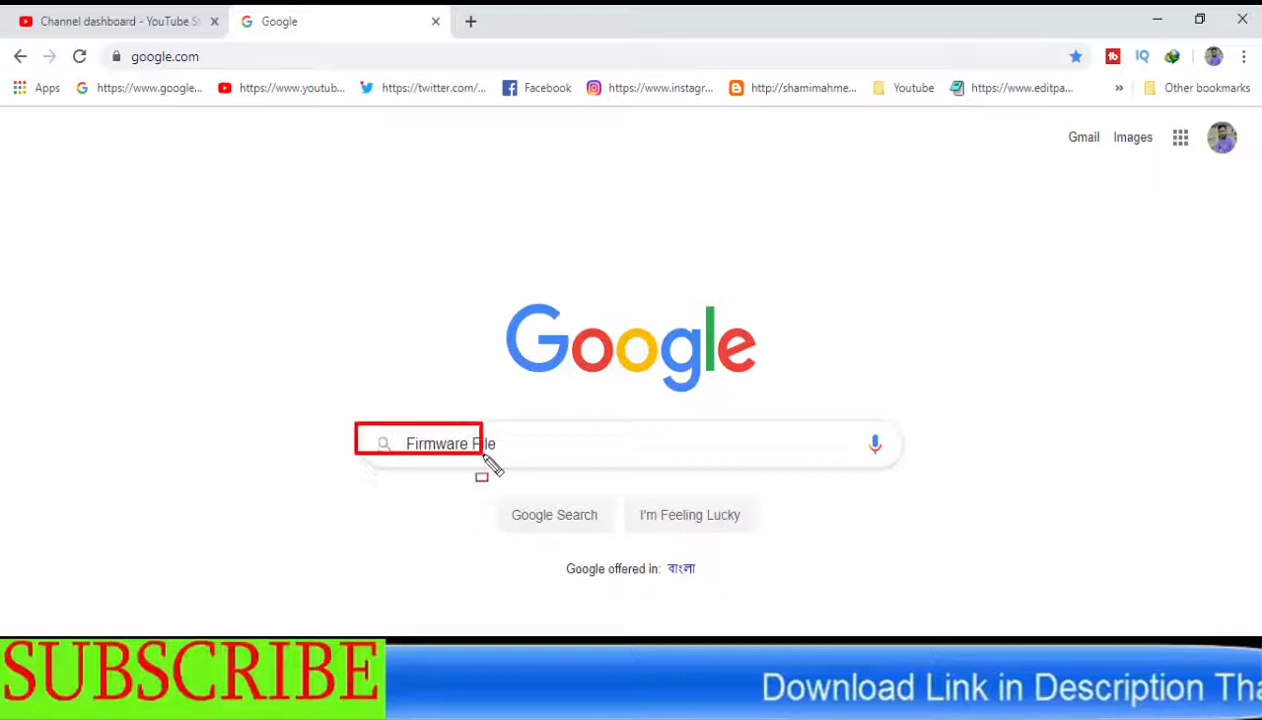 Channel dashboard - YouTube St
Google
google.com
Apps
https://www.google...
https://www.youtub...
https://twitter.com/...
Facebook
https://www.instagr...
http://shamimahme...
Youtube
https://www.editpa...
»
Other bookmarks
Gmail
Images
Google
Firmware File
Google Search
I'm Feeling Lucky
Google offered in: বাংলা
SUBSCRIBE
Download Link in Description Tha